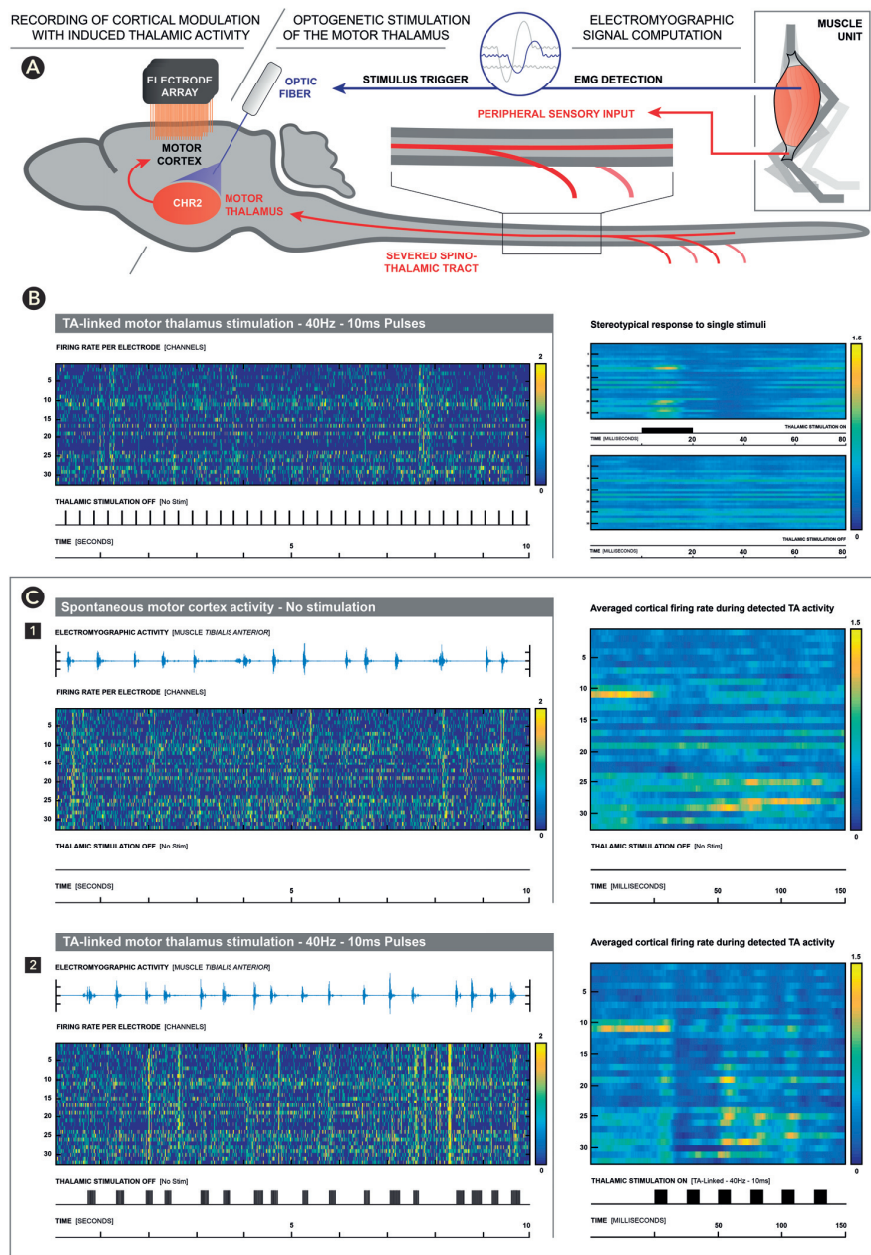 RECORDING OF CORTICAL MODULATION
WITH INDUCED THALAMIC ACTIVITY
OPTOGENETIC STIMULATION
OF THE MOTOR THALAMUS
ELECTROMYOGRAPHIC
SIGNAL COMPUTATION
MUSCLE
UNIT
A
ELECTRODE
ARRAY
OPTIC
FIBER
STIMULUS TRIGGER
EMG DETECTION
PERIPHERAL SENSORY INPUT
MOTOR
CORTEX
CHR2
MOTOR
THALAMUS
SEVERED SPINO-
THALAMIC TRACT
B
TA-linked motor thalamus stimulation - 40Hz - 10ms Pulses
FIRING RATE PER ELECTRODE [CHANNELS]
5
10
15
20
25
30
2
0
THALAMIC STIMULATION OFF [No Stim]
TIME [SECONDS]
5
10
Stereotypical response to single stimuli
1.5
0
THALAMIC STIMULATION ON
TIME [MILLISECONDS]
0
20
40
60
80
THALAMIC STIMULATION OFF
TIME [MILLISECONDS]
0
20
40
60
80
C
Spontaneous motor cortex activity - No stimulation
1
ELECTROMYOGRAPHIC ACTIVITY [MUSCLE TIBIALIS ANTERIOR]
FIRING RATE PER ELECTRODE [CHANNELS]
5
10
15
20
25
30
2
0
THALAMIC STIMULATION OFF [No Stim]
TIME [SECONDS]
5
10
Averaged cortical firing rate during detected TA activity
5
10
15
20
25
30
1.5
0
THALAMIC STIMULATION OFF [No Stim]
TIME [MILLISECONDS]
0
50
100
150
TA-linked motor thalamus stimulation - 40Hz - 10ms Pulses
2
ELECTROMYOGRAPHIC ACTIVITY [MUSCLE TIBIALIS ANTERIOR]
FIRING RATE PER ELECTRODE [CHANNELS]
5
10
15
20
25
30
2
0
THALAMIC STIMULATION OFF [No Stim]
TIME [SECONDS]
5
10
Averaged cortical firing rate during detected TA activity
5
10
15
20
25
30
1.5
0
THALAMIC STIMULATION ON [TA-Linked - 40Hz - 10ms]
TIME [MILLISECONDS]
0
50
100
150